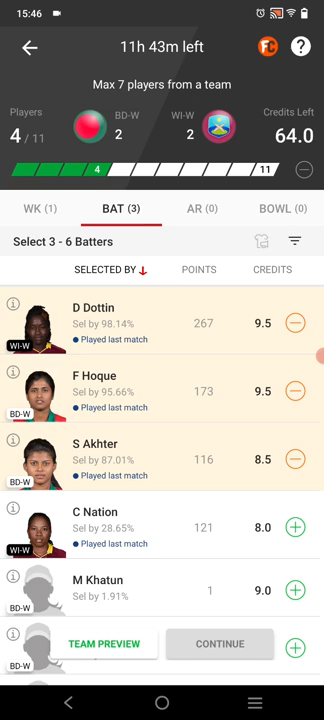 15:46
11h 43m left
FC
?
Max 7 players from a team
Players
BD-W
WI-W
Credits Left
4 / 11
2
2
64.0
4
11
WK (1)
BAT (3)
AR (0)
BOWL (0)
Select 3 - 6 Batters
SELECTED BY
POINTS
CREDITS
D Dottin
Sel by 98.14%
267
9.5
Played last match
WI-W
F Hoque
Sel by 95.66%
173
9.5
Played last match
BD-W
S Akhter
Sel by 87.01%
116
8.5
Played last match
BD-W
C Nation
Sel by 28.65%
121
8.0
Played last match
WI-W
M Khatun
Sel by 1.91%
1
9.0
BD-W
TEAM PREVIEW
CONTINUE
BD-W